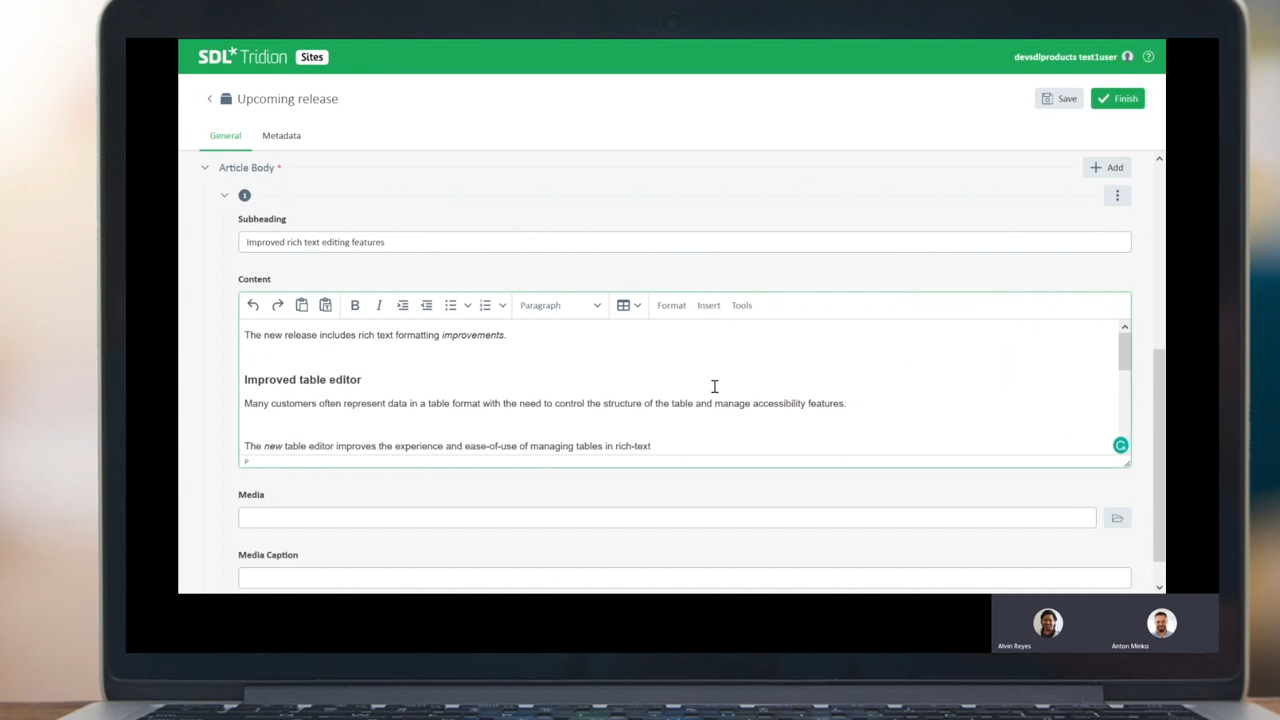 SDL* Tridion Sites
devsdlproducts test1user
Upcoming release
Save
Finish
General
Metadata
Article Body *
Add
1
Subheading
Improved rich text editing features
Content
B I Paragraph Format Insert Tools
The new release includes rich text formatting improvements.
Improved table editor
Many customers often represent data in a table format with the need to control the structure of the table and manage accessibility features.
The new table editor improves the experience and ease-of-use of managing tables in rich-text
P
Media
Media Caption
Alvin Reyes
Anton Minko